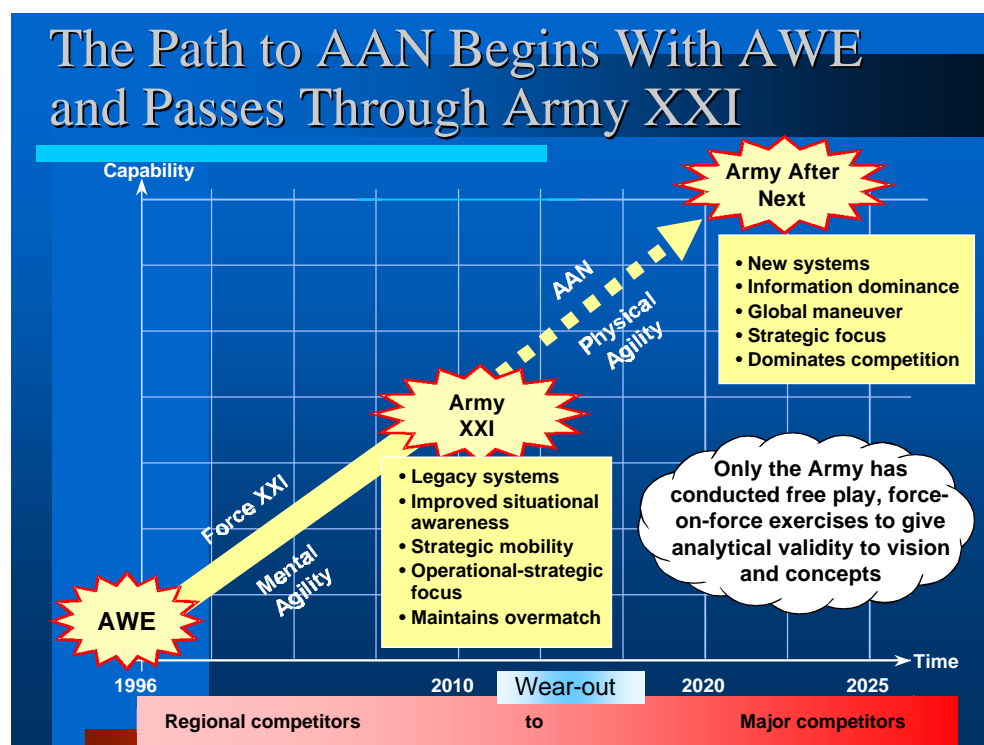 The Path to AAN Begins With AWE
and Passes Through Army XXI
Capability
Army After
Next
• New systems
• Information dominance
• Global maneuver
• Strategic focus
• Dominates competition
AAN
Physical
Agility
Army
XXI
• Legacy systems
• Improved situational
awareness
• Strategic mobility
• Operational-strategic
focus
• Maintains overmatch
Only the Army has
conducted free play, force-
on-force exercises to give
analytical validity to vision
and concepts
Force XXI
Mental
Agility
AWE
Time
1996
2010
Wear-out
2020
2025
Regional competitors to Major competitors